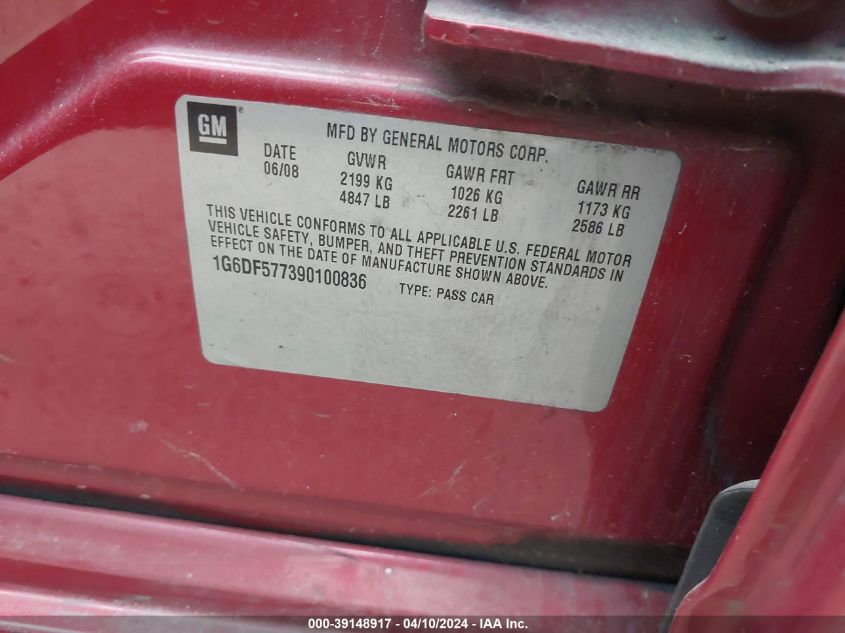 GM®
MFD BY GENERAL MOTORS CORP.
DATE GVWR GAWR FRT GAWR RR
06/08 2199 KG 1026 KG 1173 KG
4847 LB 2261 LB 2586 LB
THIS VEHICLE CONFORMS TO ALL APPLICABLE U.S. FEDERAL MOTOR
VEHICLE SAFETY, BUMPER, AND THEFT PREVENTION STANDARDS IN
EFFECT ON THE DATE OF MANUFACTURE SHOWN ABOVE.
1G6DF577390100836 TYPE: PASS CAR
000-39148917 - 04/10/2024 - IAA Inc.